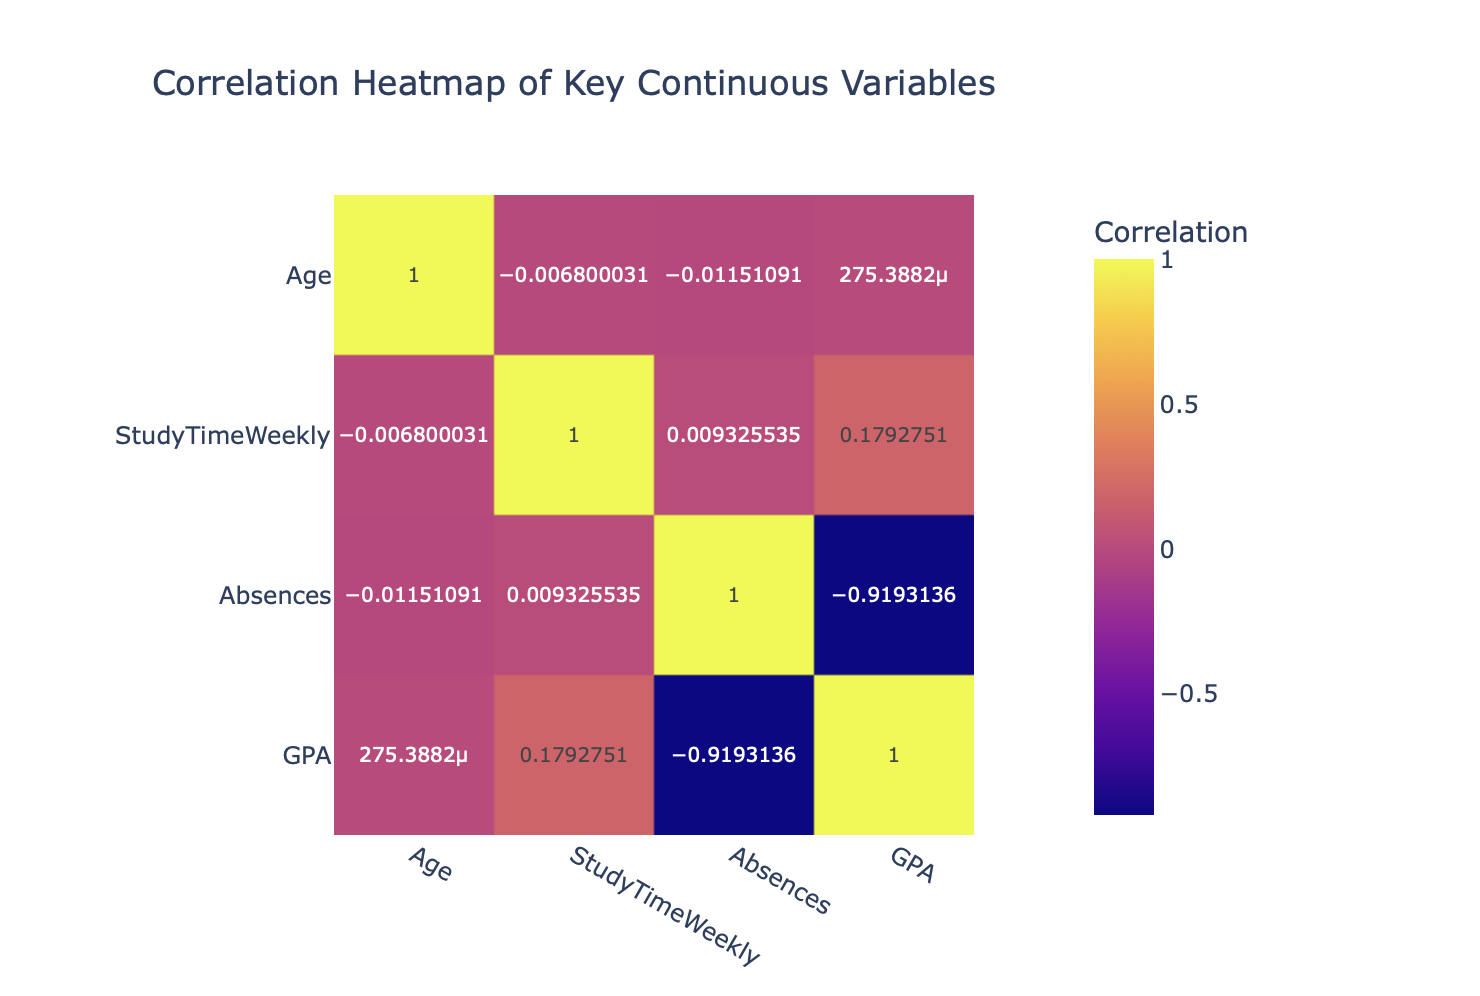 Correlation Heatmap of Key Continuous Variables
Correlation
1
0.5
0
−0.5
Age
1
−0.006800031
−0.01151091
275.3882μ
StudyTimeWeekly
−0.006800031
1
0.009325535
0.1792751
Absences
−0.01151091
0.009325535
1
−0.9193136
GPA
275.3882μ
0.1792751
−0.9193136
1
Age
StudyTimeWeekly
Absences
GPA